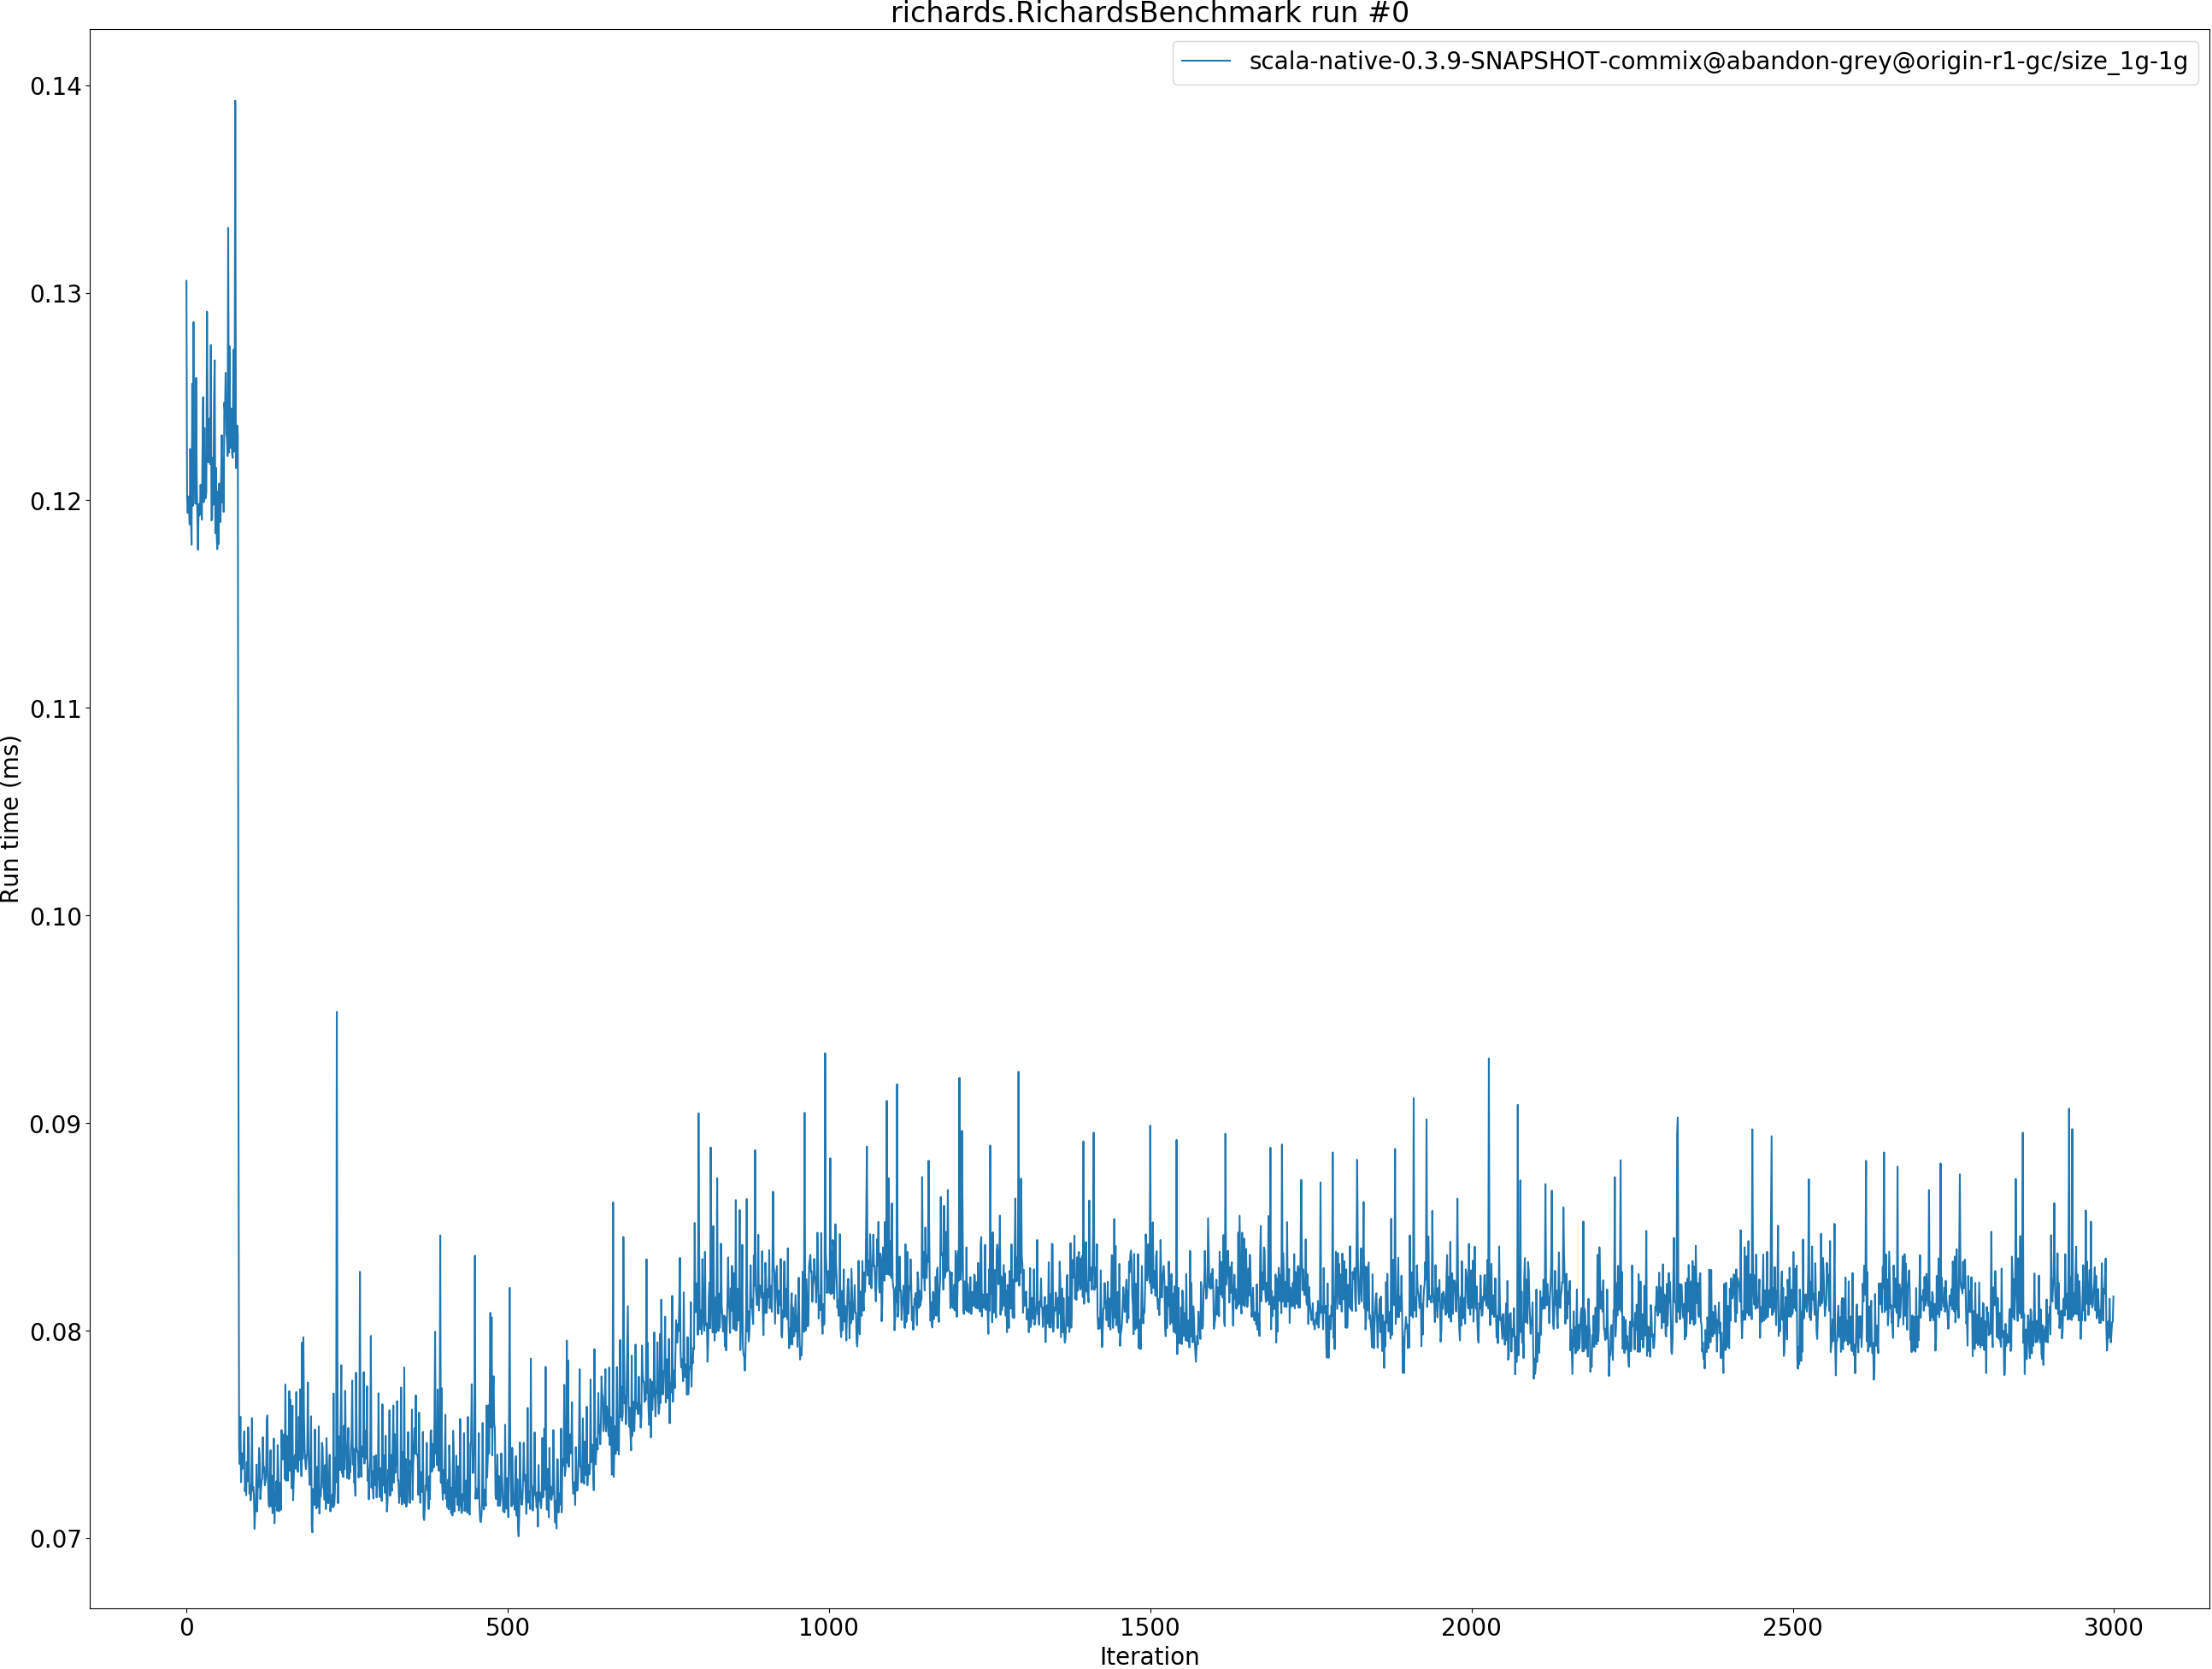 richards.RichardsBenchmark run #0
scala-native-0.3.9-SNAPSHOT-commix@abandon-grey@origin-r1-gc/size_1g-1g
0.14
0.13
0.12
0.11
0.10
0.09
0.08
0.07
Run time (ms)
0 500 1000 1500 2000 2500 3000
Iteration